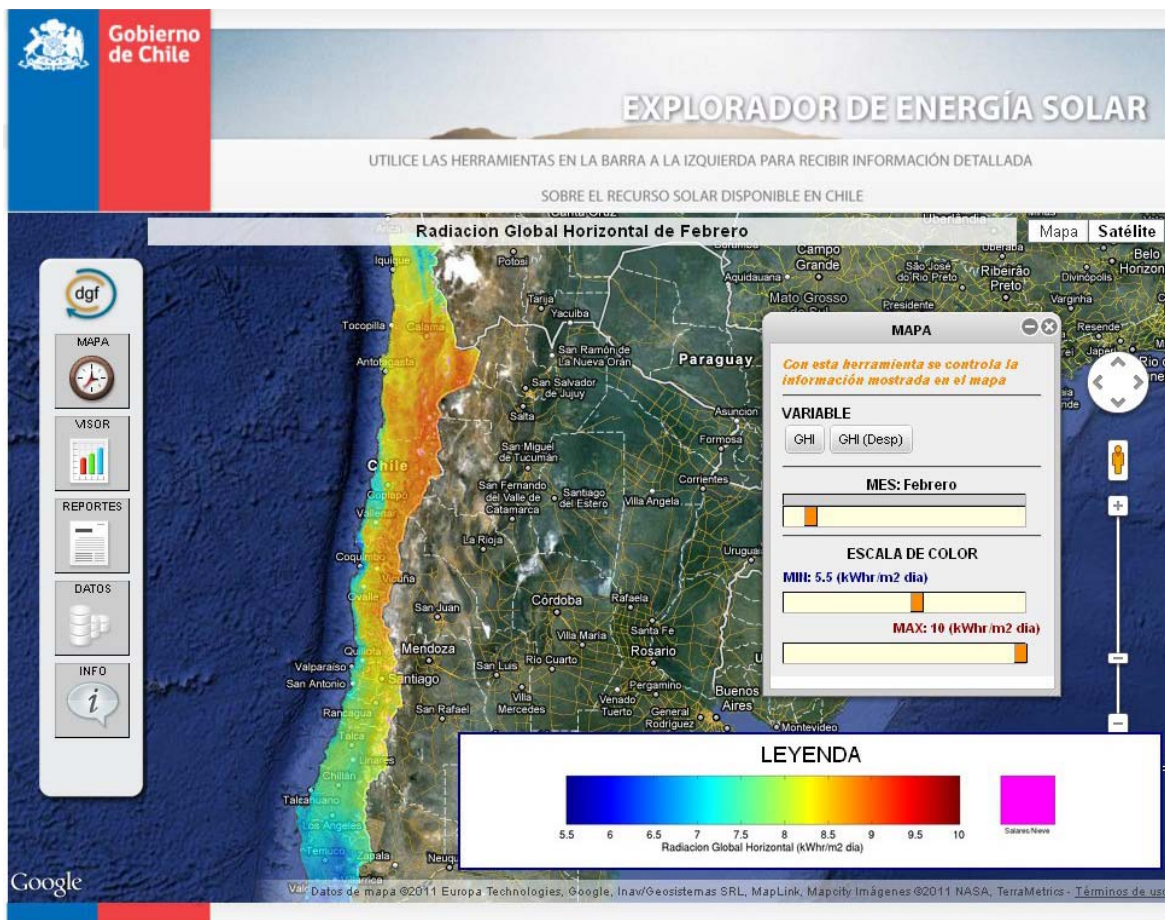 Gobierno
de Chile
EXPLORADOR DE ENERGÍA SOLAR
UTILICE LAS HERRAMIENTAS EN LA BARRA A LA IZQUIERDA PARA RECIBIR INFORMACIÓN DETALLADA
SOBRE EL RECURSO SOLAR DISPONIBLE EN CHILE
Radiacion Global Horizontal de Febrero
Mapa
Satélite
dgf
MAPA
VISOR
REPORTES
DATOS
INFO
MAPA
Con esta herramienta se controla la
información mostrada en el mapa
VARIABLE
GHI
GHI (Desp)
MES: Febrero
ESCALA DE COLOR
MIN: 5.5 (kWhr/m2 dia)
MAX: 10 (kWhr/m2 dia)
Iquique
Potosi
Tarija
Yacuiba
Tocopilla
Calama
Antofagasta
San Ramón de
La Nueva Orán
Paraguay
San Salvador
de Jujuy
Salta
Asuncion
Formosa
San Miguel
de Tucumán
Chile
Corrientes
Copiapó
San Fernando
del Valle de
Catamarca
Santiago
del Estero
Villa Angela
Vallenar
La Rioja
Coquimbo
Vicuña
Ovalle
San Juan
Córdoba
Rafaela
Villa María
Santa Fe
Quillota
Mendoza
Valparaíso
San Luis
Río Cuarto
Rosario
San Antonio
Santiago
Rancagua
San Rafael
Villa
Mercedes
Venado
Tuerto
Pergamino
General
Rodríguez
Buenos
Aires
Montevideo
Talca
Linares
Chillán
Talcahuano
Los Angeles
Temuco
Zapala
Campo
Grande
Uberaba
Belo
Aquidauana
São José
do Rio Preto
Ribeirão
Preto
Divinópolis
Mato Grosso
Presidente
Varginha
Resende
LEYENDA
5.5 6 6.5 7 7.5 8 8.5 9 9.5 10
Radiacion Global Horizontal (kWhr/m2 dia)
Salares/Nieve
Google
Datos de mapa ©2011 Europa Technologies, Google, Inav/Geosistemas SRL, MapLink, Mapcity Imágenes ©2011 NASA, TerraMetrics - Términos de uso